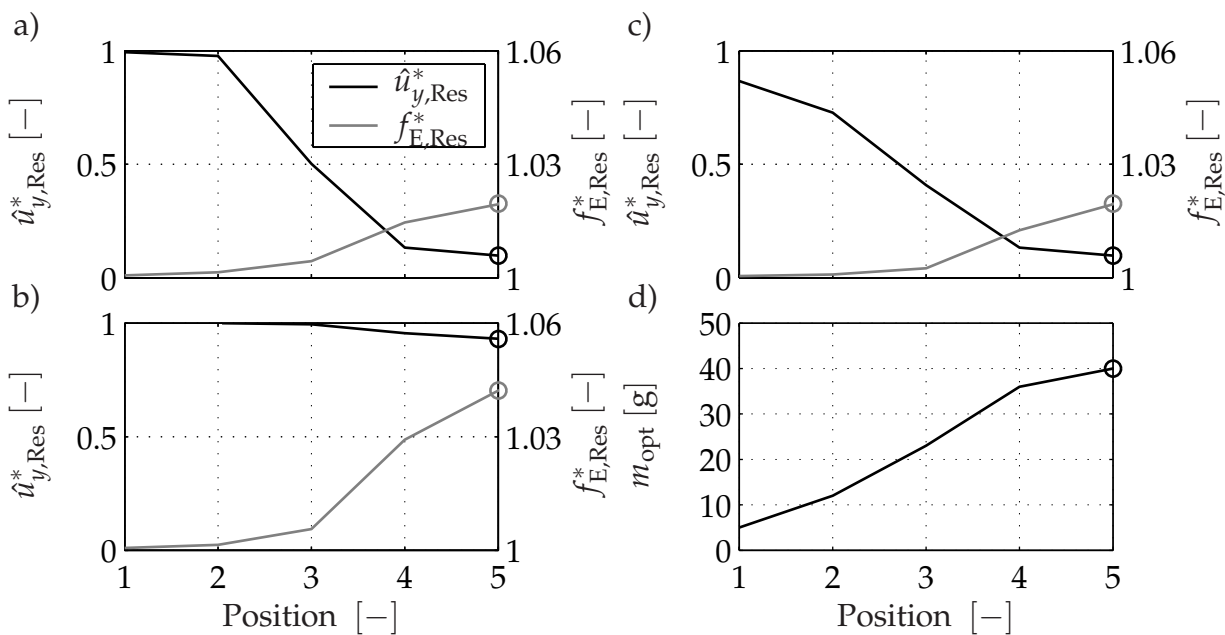 a)
1
0.5
0
û*y,Res [−]
û*y,Res
f*E,Res
1.06
1.03
1
f*E,Res [−]
c)
1
0.5
0
û*y,Res [−]
1.06
1.03
1
f*E,Res [−]
b)
1
0.5
0
û*y,Res [−]
1.06
1.03
1
f*E,Res [−]
1 2 3 4 5
Position [−]
d)
50
40
30
20
10
0
mopt [g]
1 2 3 4 5
Position [−]